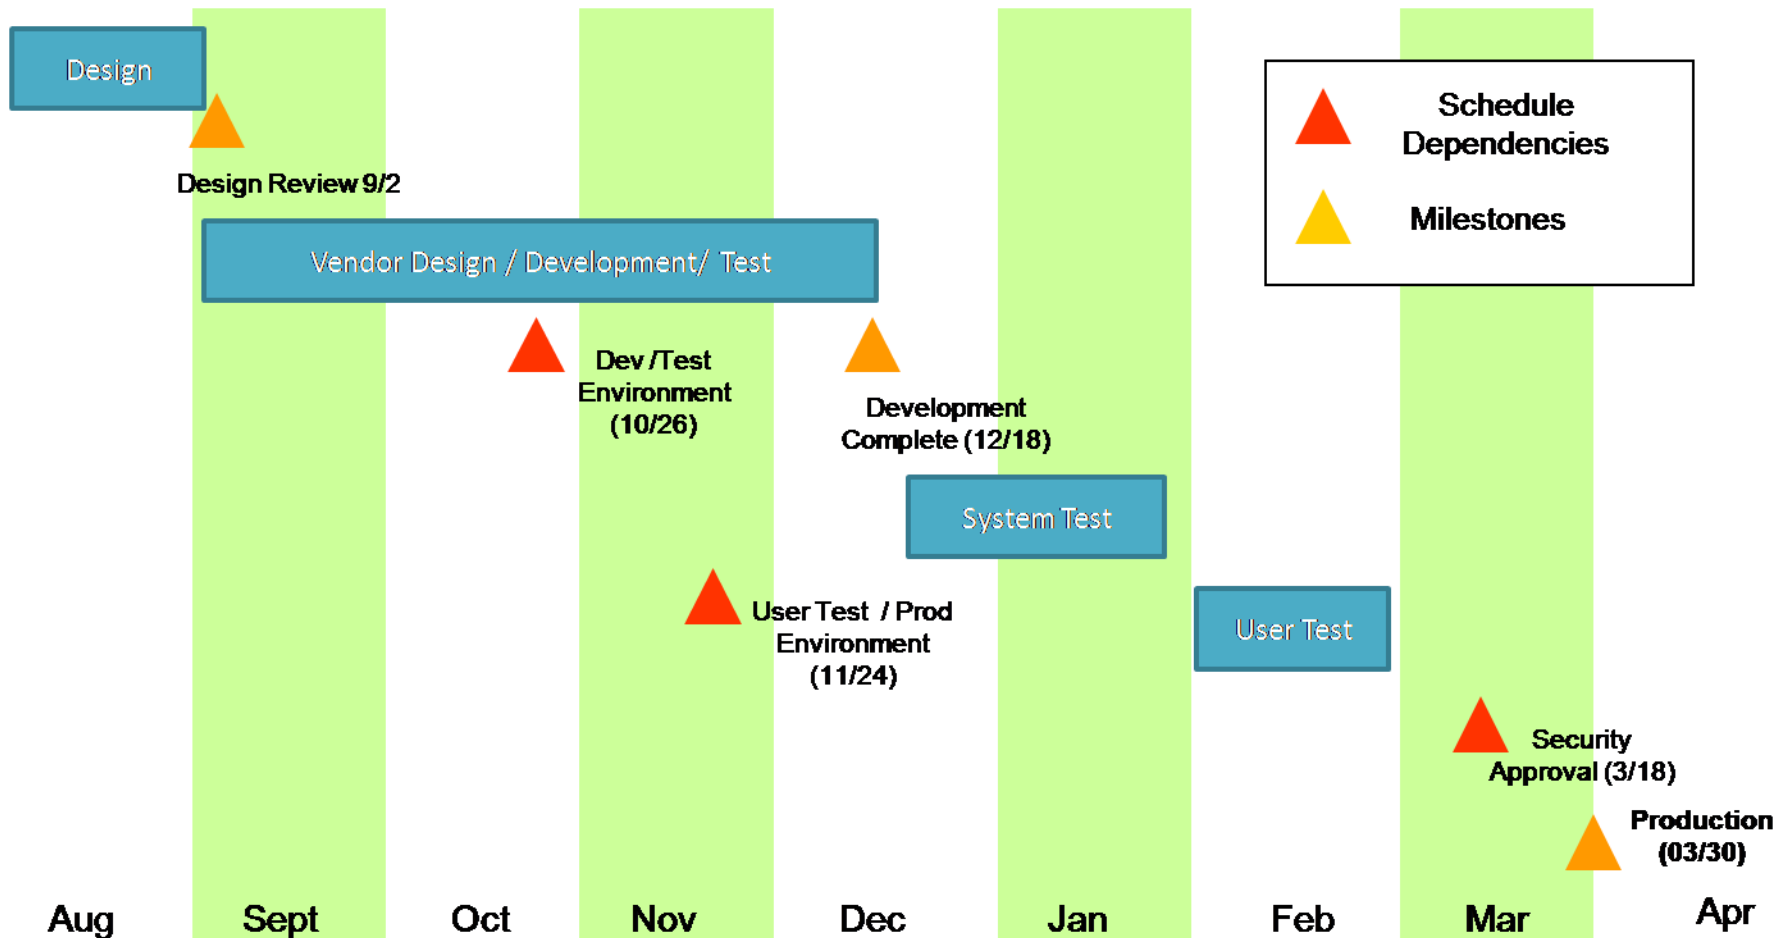 Design
Schedule
Dependencies
Milestones
Design Review 9/2
Vendor Design / Development/ Test
Dev /Test
Environment
(10/26)
Development
Complete (12/18)
System Test
User Test / Prod
Environment
(11/24)
User Test
Security
Approval (3/18)
Production
(03/30)
Aug Sept Oct Nov Dec Jan Feb Mar Apr